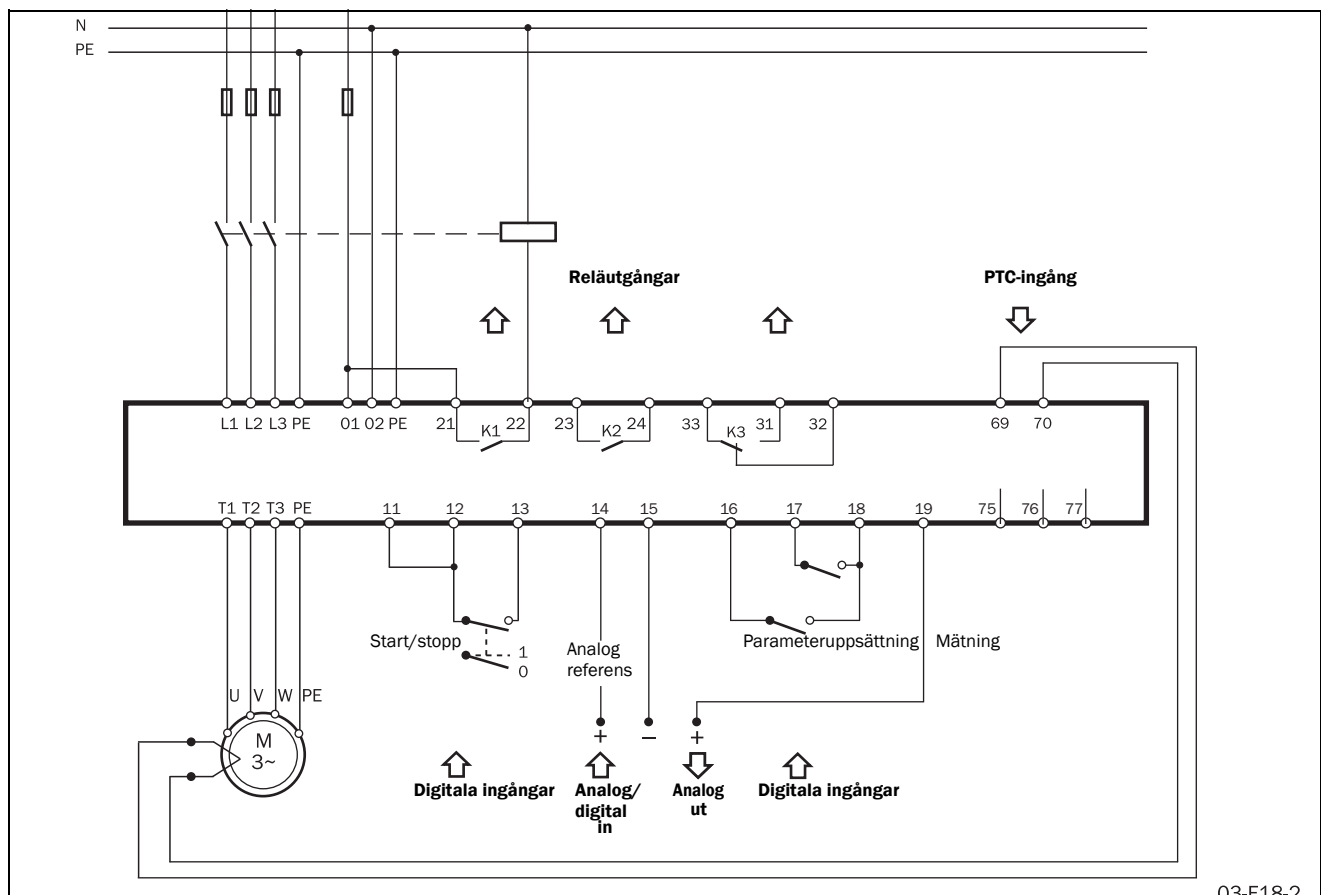 N
PE
Reläutgångar
PTC-ingång
L1 L2 L3 PE 01 02 PE 21 K1 22 23 K2 24 33 K3 31 32 69 70
T1 T2 T3 PE 11 12 13 14 15 16 17 18 19 75 76 77
Start/stopp
1
0
Analog
referens
Parameteruppsättning
Mätning
U V W PE
M
3~
+ – +
Digitala ingångar
Analog/
digital
in
Analog
ut
Digitala ingångar
03-F18-2